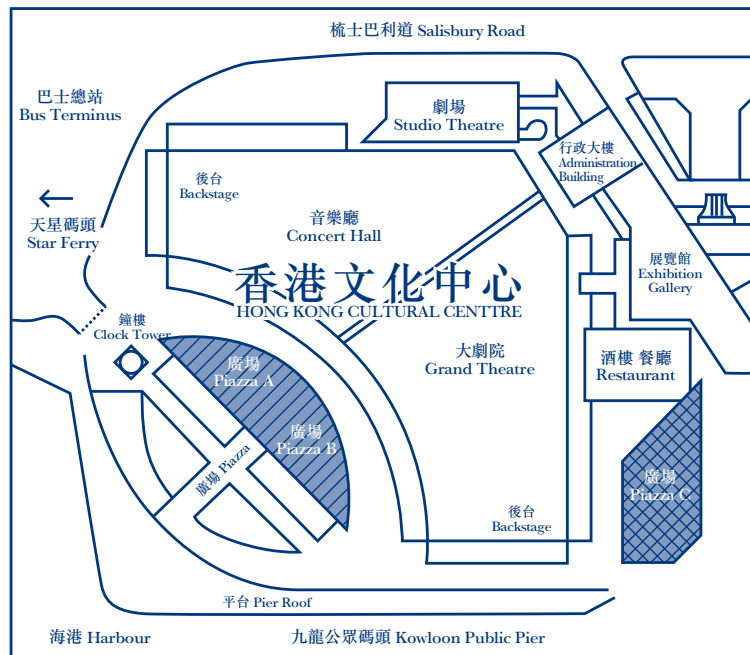 梳士巴利道 Salisbury Road
巴士總站
Bus Terminus
劇場
Studio Theatre
行政大樓
Administration
Building
後台
Backstage
天星碼頭
Star Ferry
音樂廳
Concert Hall
展覽館
Exhibition
Gallery
香港文化中心
HONG KONG CULTURAL CENTTRE
鐘樓
Clock Tower
大劇院
Grand Theatre
酒樓 餐廳
Restaurant
廣場
Piazza A
廣場
Piazza B
廣場 Piazza
廣場
Piazza C
後台
Backstage
平台 Pier Roof
海港 Harbour
九龍公眾碼頭 Kowloon Public Pier